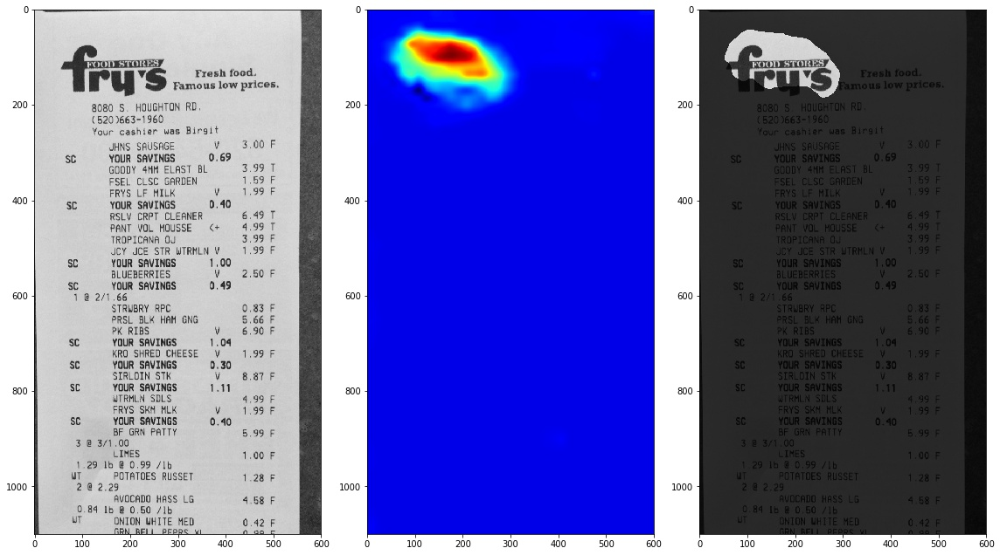 0
200
400
600
800
1000
fry's
FOOD STORES
Fresh food.
Famous low prices.
8080 S. HOUGHTON RD.
(520)663-1960
Your cashier was Birgit
JHNS SAUSAGE V 3.00 F
SC YOUR SAVINGS 0.69
GOODY 4MM ELAST BL 3.99 T
FSEL CLSC GARDEN 1.59 F
FRYS LF MILK V 1.99 F
SC YOUR SAVINGS 0.40
RSLV CRPT CLEANER 6.49 T
PANT VOL MOUSSE <+ 4.99 T
TROPICANA OJ 3.99 F
JCY JCE STR WTRMLN V 1.99 F
SC YOUR SAVINGS 1.00
BLUEBERRIES V 2.50 F
SC YOUR SAVINGS 0.49
1 @ 2/1.66
STRWBRY RPC 0.83 F
PRSL BLK HAM GNG 5.66 F
PK RIBS V 6.90 F
SC YOUR SAVINGS 1.04
KRO SHRED CHEESE V 1.99 F
SC YOUR SAVINGS 0.30
SIRLOIN STK V 8.87 F
SC YOUR SAVINGS 1.11
WTRMLN SDLS 4.99 F
FRYS SKM MLK V 1.99 F
SC YOUR SAVINGS 0.40
BF GRN PATTY 5.99 F
3 @ 3/1.00
LIMES 1.00 F
1.29 lb @ 0.99 /lb
WT POTATOES RUSSET 1.28 F
2 @ 2.29
AVOCADO HASS LG 4.58 F
0.84 lb @ 0.50 /lb
WT ONION WHITE MED 0.42 F
GRN BELL
0 100 200 300 400 500 600
0
200
400
600
800
1000
0 100 200 300 400 500 600
0
200
400
600
800
1000
fry's
FOOD STORES
Fresh food.
Famous low prices.
8080 S. HOUGHTON RD.
(520)663-1960
Your cashier was Birgit
JHNS SAUSAGE V 3.00 F
SC YOUR SAVINGS 0.69
GOODY 4MM ELAST BL 3.99 T
FSEL CLSC GARDEN 1.59 F
FRYS LF MILK V 1.99 F
SC YOUR SAVINGS 0.40
RSLV CRPT CLEANER 6.49 T
PANT VOL MOUSSE <+ 4.99 T
TROPICANA OJ 3.99 F
JCY JCE STR WTRMLN V 1.99 F
SC YOUR SAVINGS 1.00
BLUEBERRIES V 2.50 F
SC YOUR SAVINGS 0.49
1 @ 2/1.66
STRWBRY RPC 0.83 F
PRSL BLK HAM GNG 5.66 F
PK RIBS V 6.90 F
SC YOUR SAVINGS 1.04
KRO SHRED CHEESE V 1.99 F
SC YOUR SAVINGS 0.30
SIRLOIN STK V 8.87 F
SC YOUR SAVINGS 1.11
WTRMLN SDLS 4.99 F
FRYS SKM MLK V 1.99 F
SC YOUR SAVINGS 0.40
BF GRN PATTY 5.99 F
3 @ 3/1.00
LIMES 1.00 F
1.29 lb @ 0.99 /lb
WT POTATOES RUSSET 1.28 F
2 @ 2.29
AVOCADO HASS LG 4.58 F
0.84 lb @ 0.50 /lb
WT ONION WHITE MED 0.42 F
GRN BELL
0 100 200 300 400 500 600